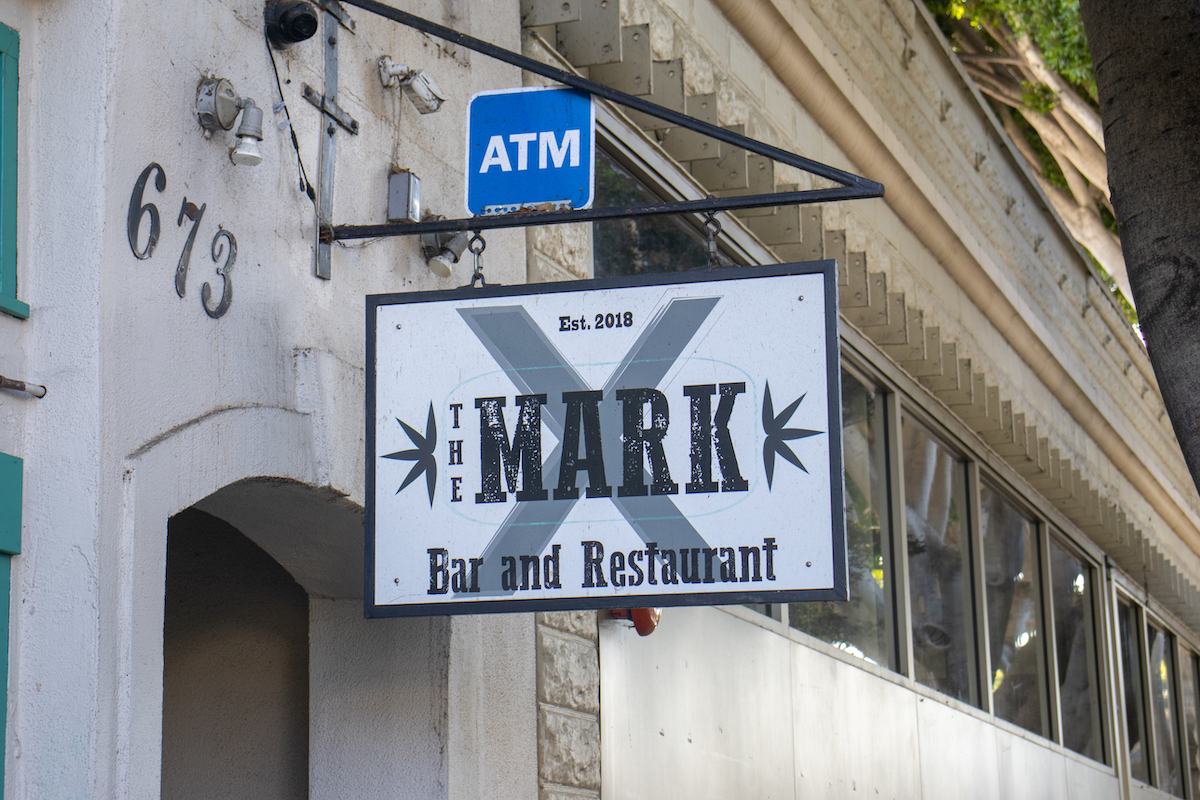 ATM
673
Est. 2018
X
THE
MARK
Bar and Restaurant